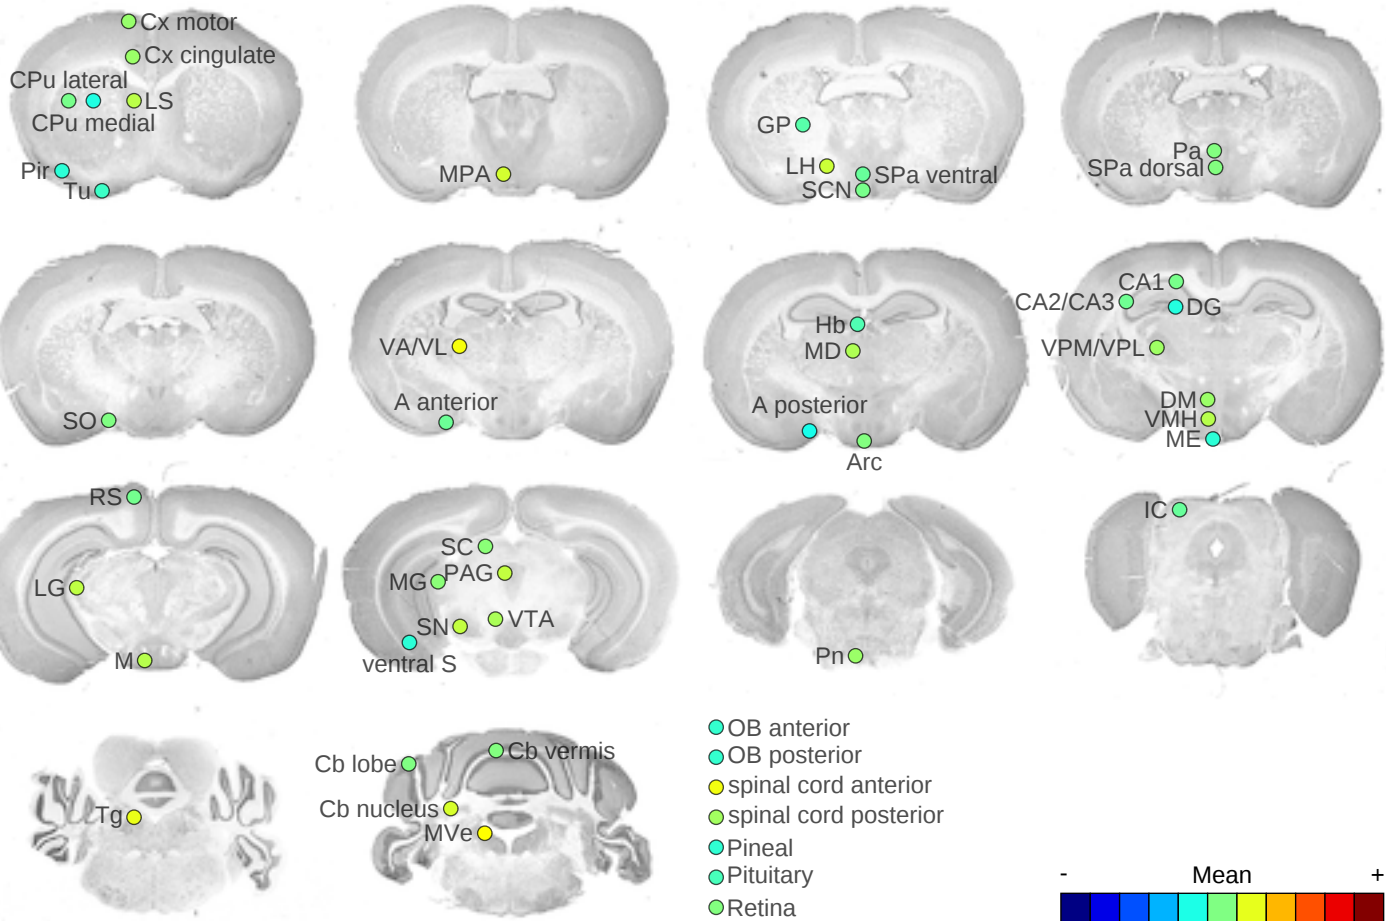 Cx motor
Cx cingulate
CPu lateral
LS
CPu medial
Pir
Tu
MPA
GP
LH
SPa ventral
SCN
Pa
SPa dorsal
SO
VA/VL
A anterior
Hb
MD
A posterior
Arc
CA1
CA2/CA3
DG
VPM/VPL
DM
VMH
ME
RS
LG
M
SC
MG
PAG
SN
VTA
ventral S
Pn
IC
Tg
Cb lobe
Cb vermis
Cb nucleus
MVe
OB anterior
OB posterior
spinal cord anterior
spinal cord posterior
Pineal
Pituitary
Retina
- Mean +